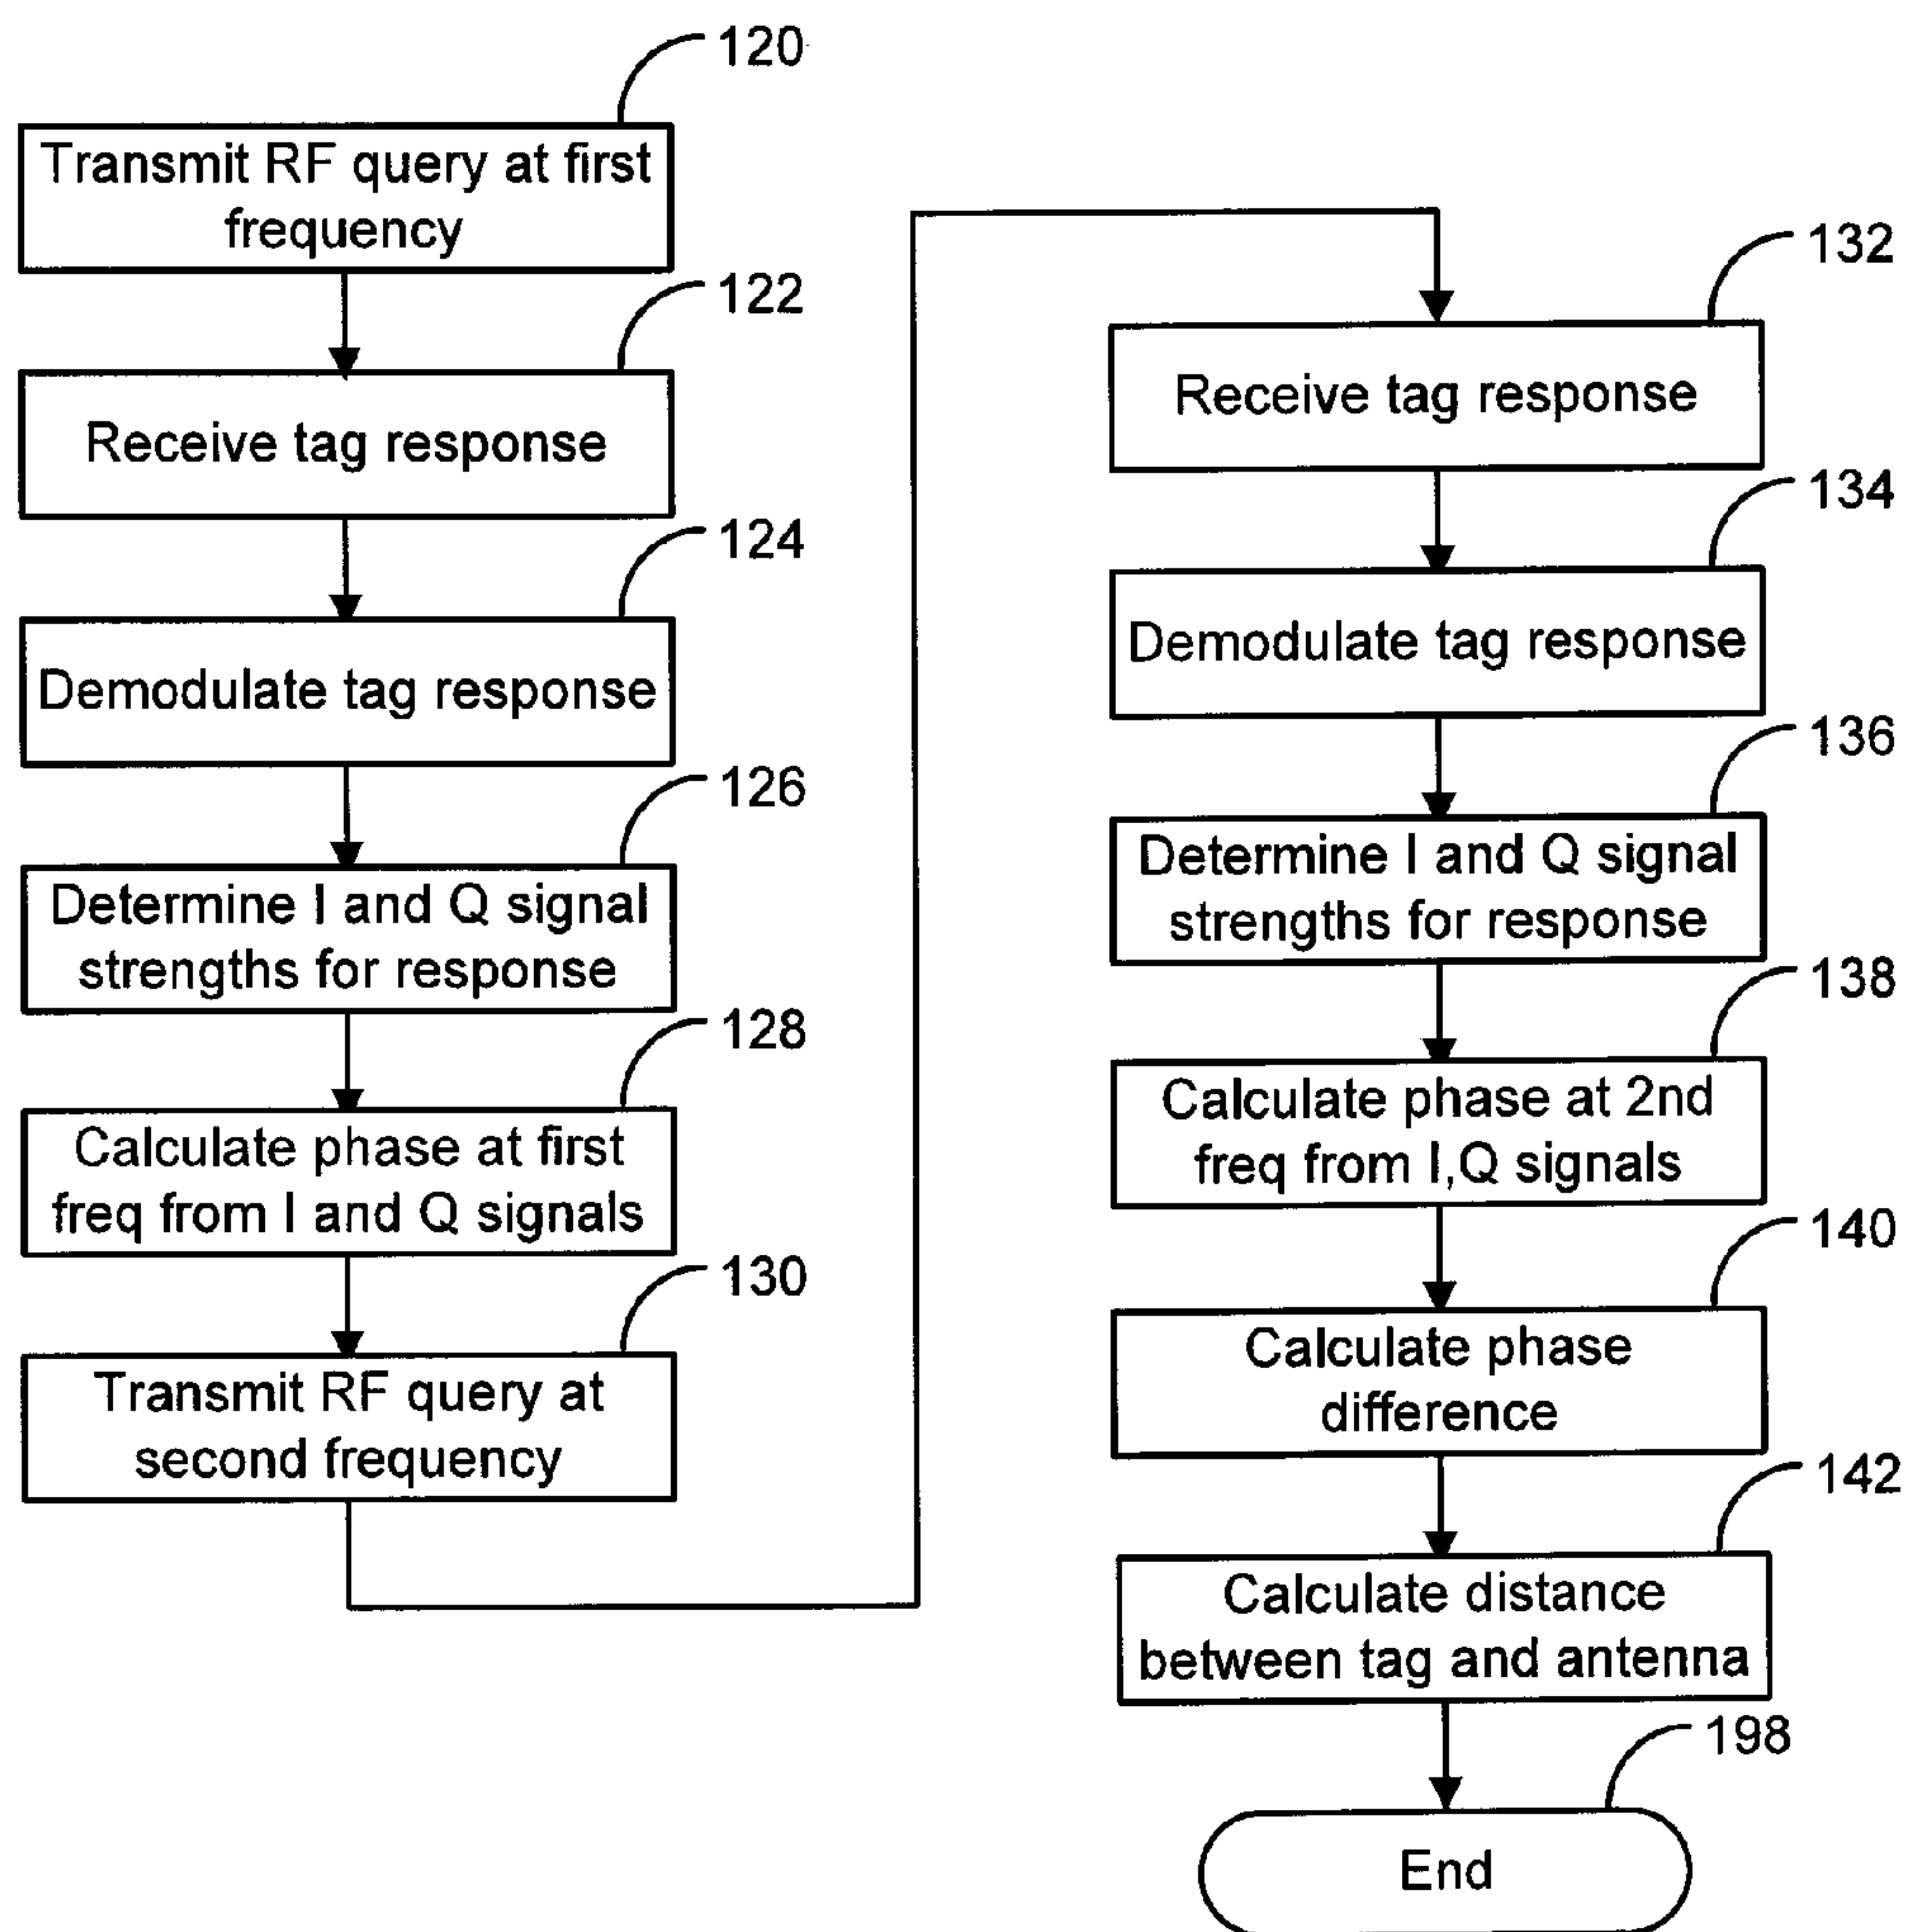 120
Transmit RF query at first
frequency
122
Receive tag response
124
Demodulate tag response
126
Determine I and Q signal
strengths for response
128
Calculate phase at first
freq from I and Q signals
130
Transmit RF query at
second frequency
132
Receive tag response
134
Demodulate tag response
136
Determine I and Q signal
strengths for response
138
Calculate phase at 2nd
freq from I,Q signals
140
Calculate phase
difference
142
Calculate distance
between tag and antenna
198
End